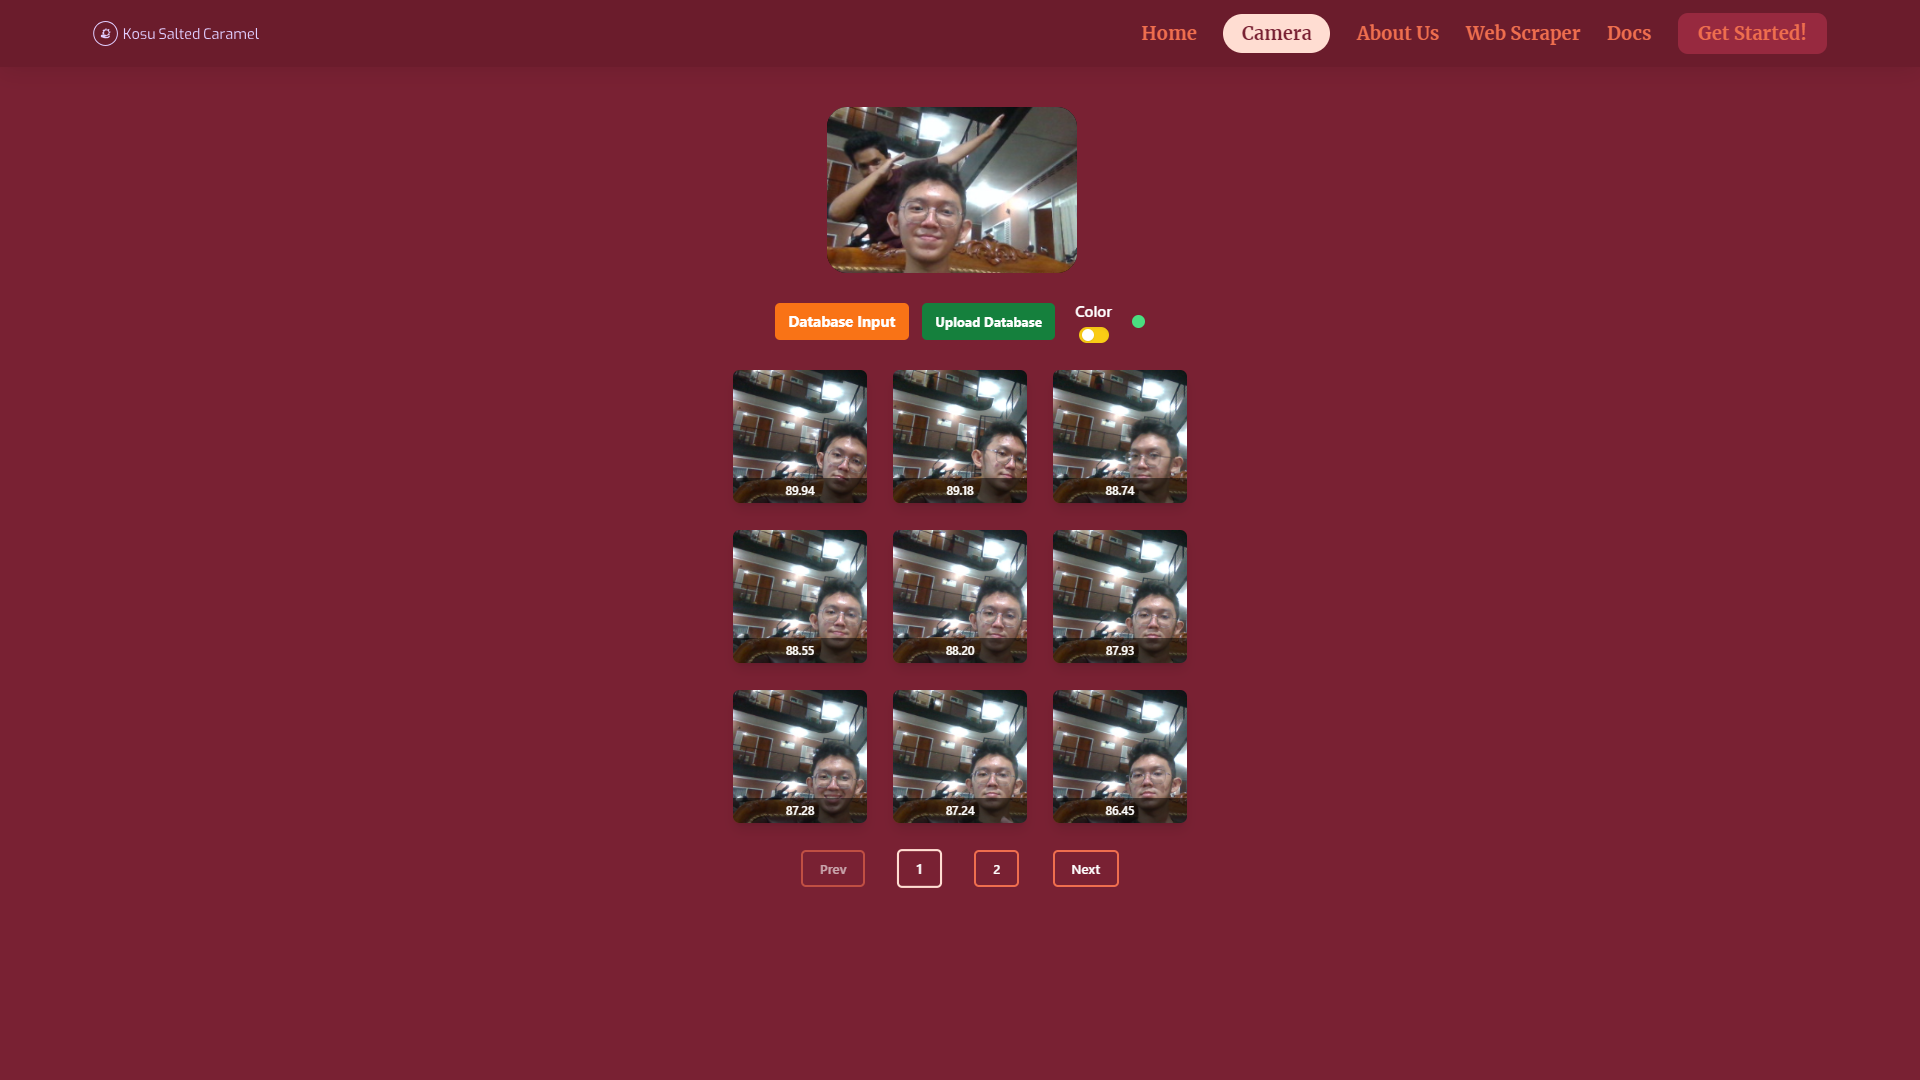 Kosu Salted Caramel
Home Camera About Us Web Scraper Docs Get Started!
Database Input Upload Database Color
89.94 89.18 88.74
88.55 88.20 87.93
87.28 87.24 86.45
Prev 1 2 Next